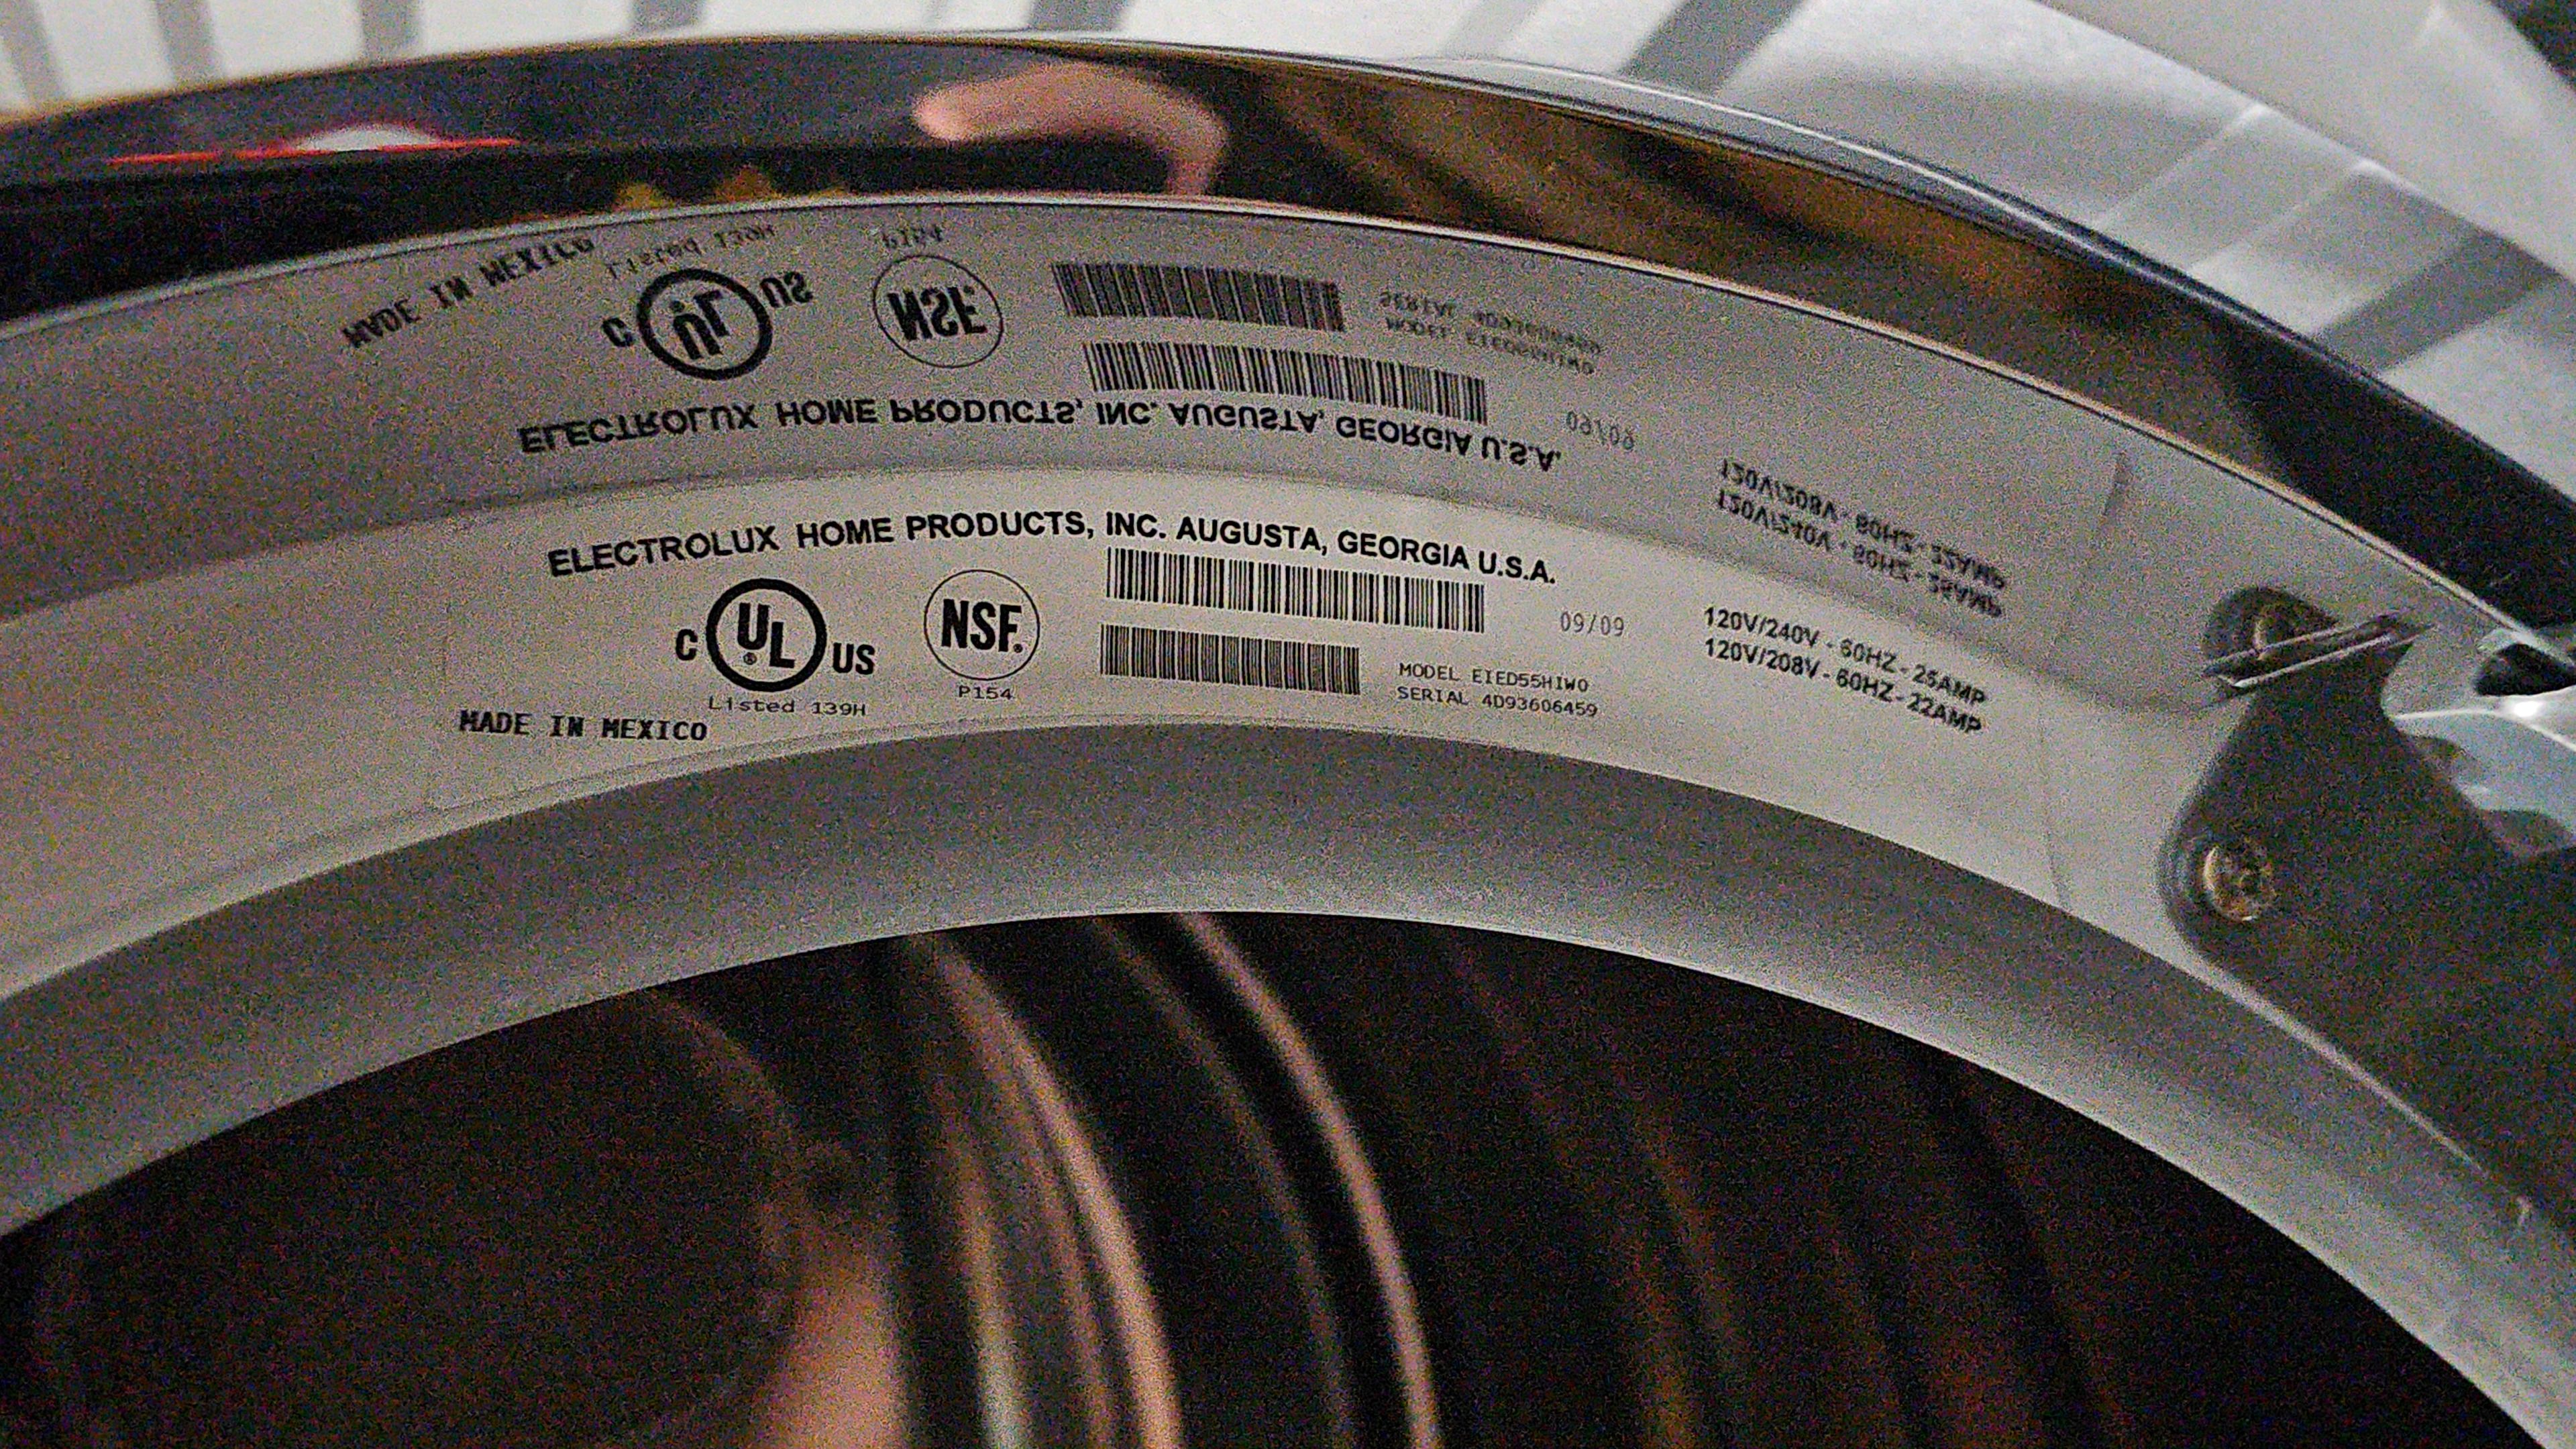 ELECTROLUX HOME PRODUCTS, INC. AUGUSTA, GEORGIA U.S.A.
C UL® US
Listed 139H
NSF®
P154
MADE IN MEXICO
09/09
MODEL EIED55HIW0
SERIAL 4D93606459
120V/240V - 60HZ - 25AMP
120V/208V - 60HZ - 22AMP